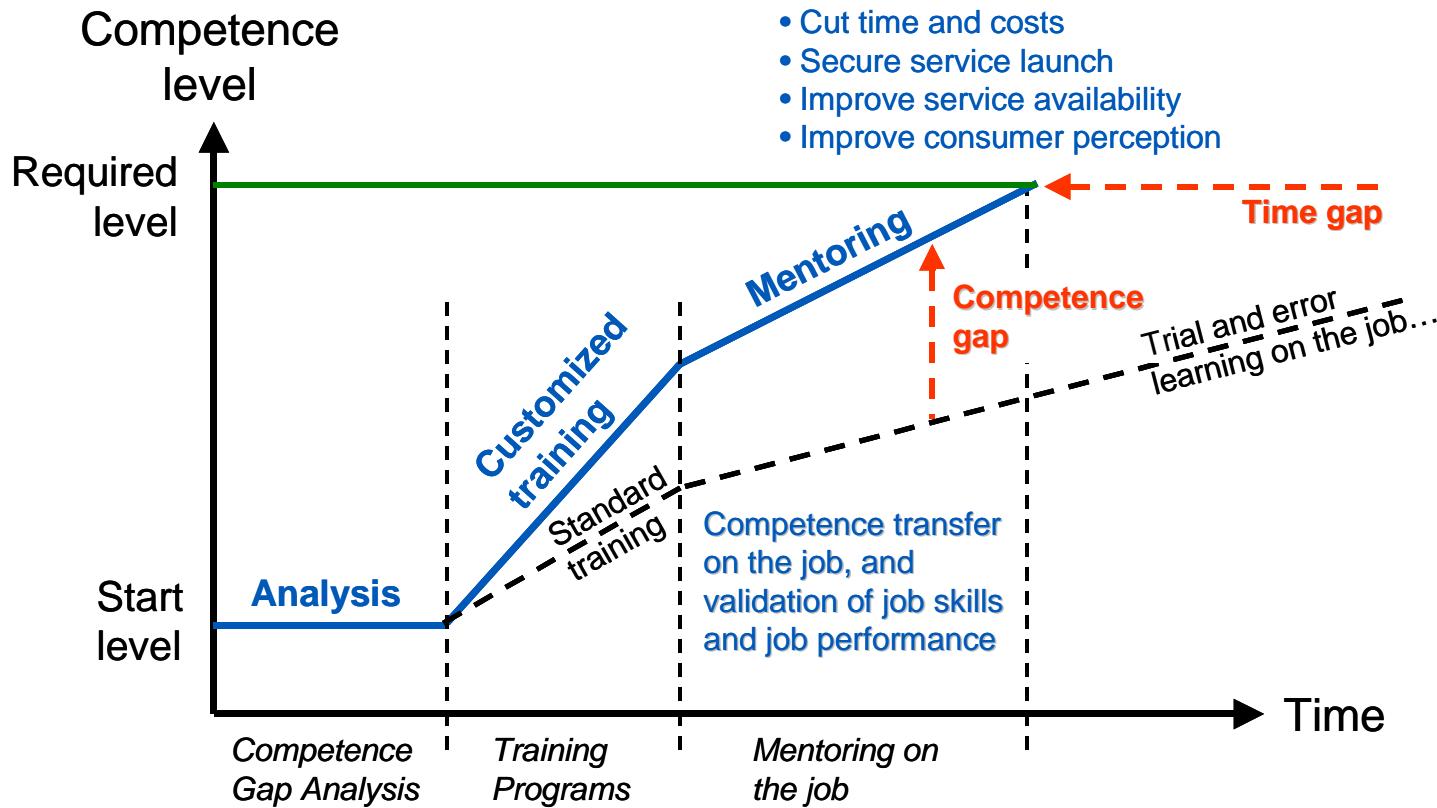 Competence
level
• Cut time and costs
• Secure service launch
• Improve service availability
• Improve consumer perception
Required
level
Time gap
Mentoring
Competence
gap
Trial and error
learning on the job…
Customized
training
Standard
training
Competence transfer
on the job, and
validation of job skills
and job performance
Analysis
Start
level
Time
Competence
Gap Analysis
Training
Programs
Mentoring on
the job